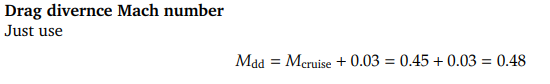 Drag divernce Mach number
Just use
M_dd = M_cruise + 0.03 = 0.45 + 0.03 = 0.48